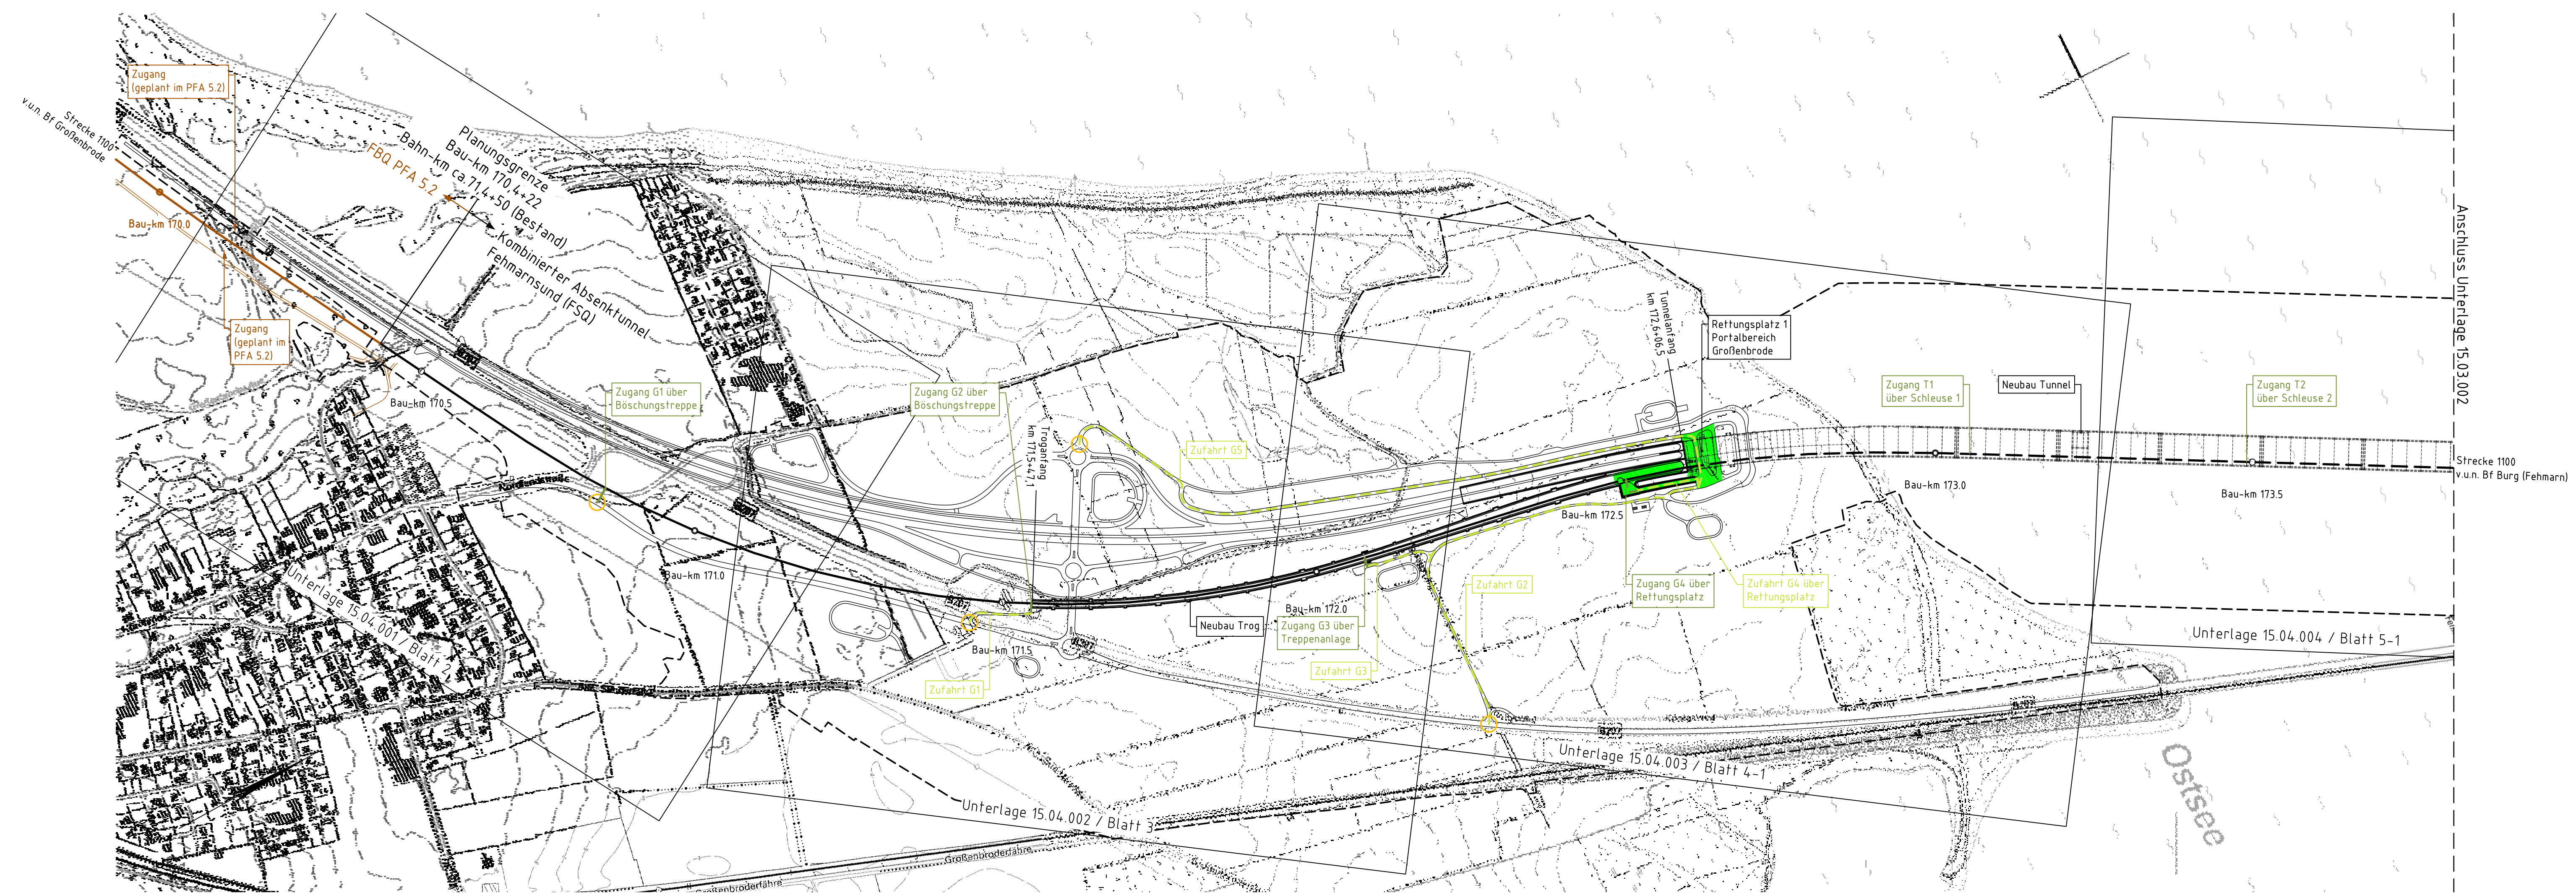 Zugang
(geplant im PFA 5.2)
Strecke 1100
v.u.n. Bf Großenbrode
Bau-km 170.0
FBQ PFA 5.2
Planungsgrenze
Bau-km 170.4+22
Bahn-km ca. 71,4+50 (Bestand)
Kombinierter Absenktunnel
Fehmarnsund (FSQ)
Zugang
(geplant im
PFA 5.2)
Bau-km 170.5
Zugang G1 über
Böschungstreppe
Zugang G2 über
Böschungstreppe
Troganfang
km 171,5+47,1
Zufahrt G5
Tunnelanfang
km 172,6+06,5
Rettungsplatz 1
Portalbereich
Großenbrode
Zugang T1
über Schleuse 1
Neubau Tunnel
Zugang T2
über Schleuse 2
Anschluss Unterlage 15.03.002
Strecke 1100
v.u.n. Bf Burg (Fehmarn)
Bau-km 173.0
Bau-km 173.5
Bau-km 172.5
Bau-km 171.0
B207
B207
B207
B207
B207
B207
Bau-km 171.5
Zufahrt G1
Neubau Trog
Bau-km 172.0
Zugang G3 über
Treppenanlage
Zufahrt G3
Zufahrt G2
Zugang G4 über
Rettungsplatz
Zufahrt G4 über
Rettungsplatz
Unterlage 15.04.001 / Blatt 2
Unterlage 15.04.002 / Blatt 3
Unterlage 15.04.003 / Blatt 4-1
Unterlage 15.04.004 / Blatt 5-1
Großenbroderfähre
Großenbroderfähre
Ostsee